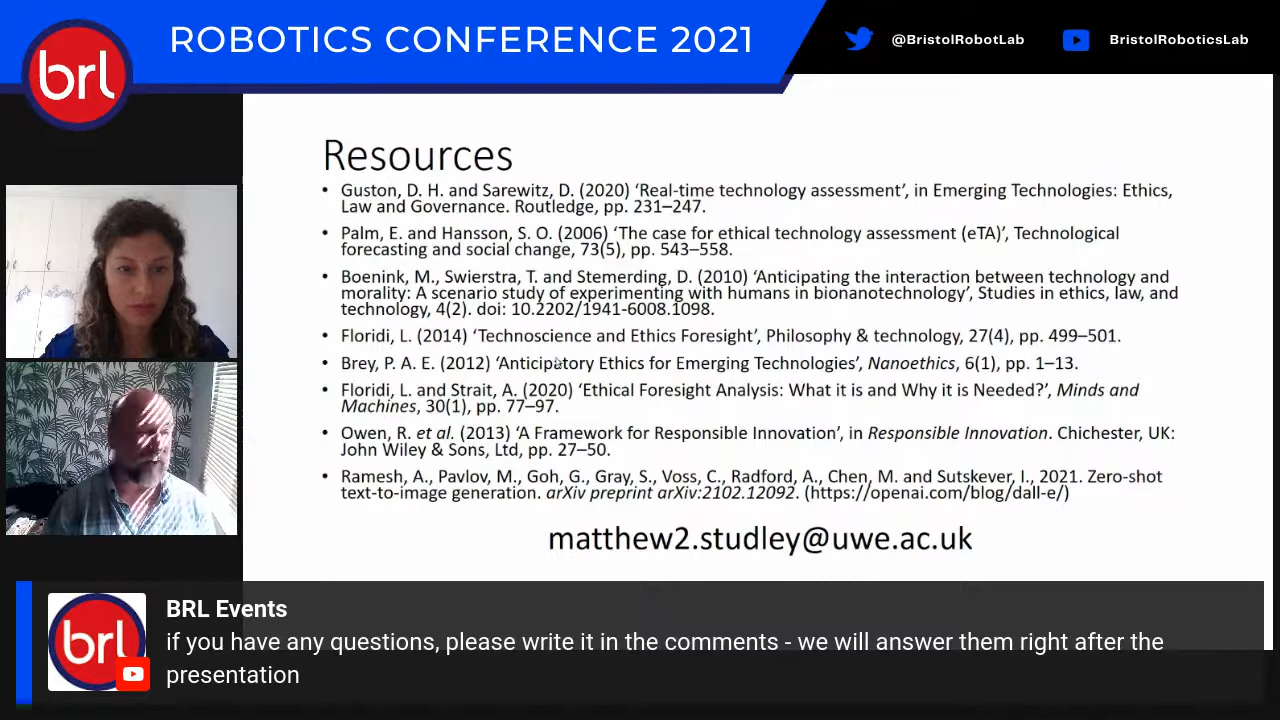 ROBOTICS CONFERENCE 2021
@BristolRobotLab
BristolRoboticsLab
brl
Resources
• Guston, D. H. and Sarewitz, D. (2020) ‘Real-time technology assessment’, in Emerging Technologies: Ethics,
Law and Governance. Routledge, pp. 231–247.
• Palm, E. and Hansson, S. O. (2006) ‘The case for ethical technology assessment (eTA)’, Technological
forecasting and social change, 73(5), pp. 543–558.
• Boenink, M., Swierstra, T. and Stemerding, D. (2010) ‘Anticipating the interaction between technology and
morality: A scenario study of experimenting with humans in bionanotechnology’, Studies in ethics, law, and
technology, 4(2). doi: 10.2202/1941-6008.1098.
• Floridi, L. (2014) ‘Technoscience and Ethics Foresight’, Philosophy & technology, 27(4), pp. 499–501.
• Brey, P. A. E. (2012) ‘Anticipatory Ethics for Emerging Technologies’, Nanoethics, 6(1), pp. 1–13.
• Floridi, L. and Strait, A. (2020) ‘Ethical Foresight Analysis: What it is and Why it is Needed?’, Minds and
Machines, 30(1), pp. 77–97.
• Owen, R. et al. (2013) ‘A Framework for Responsible Innovation’, in Responsible Innovation. Chichester, UK:
John Wiley & Sons, Ltd, pp. 27–50.
• Ramesh, A., Pavlov, M., Goh, G., Gray, S., Voss, C., Radford, A., Chen, M. and Sutskever, I., 2021. Zero-shot
text-to-image generation. arXiv preprint arXiv:2102.12092. (https://openai.com/blog/dall-e/)
matthew2.studley@uwe.ac.uk
brl
BRL Events
if you have any questions, please write it in the comments - we will answer them right after the
presentation